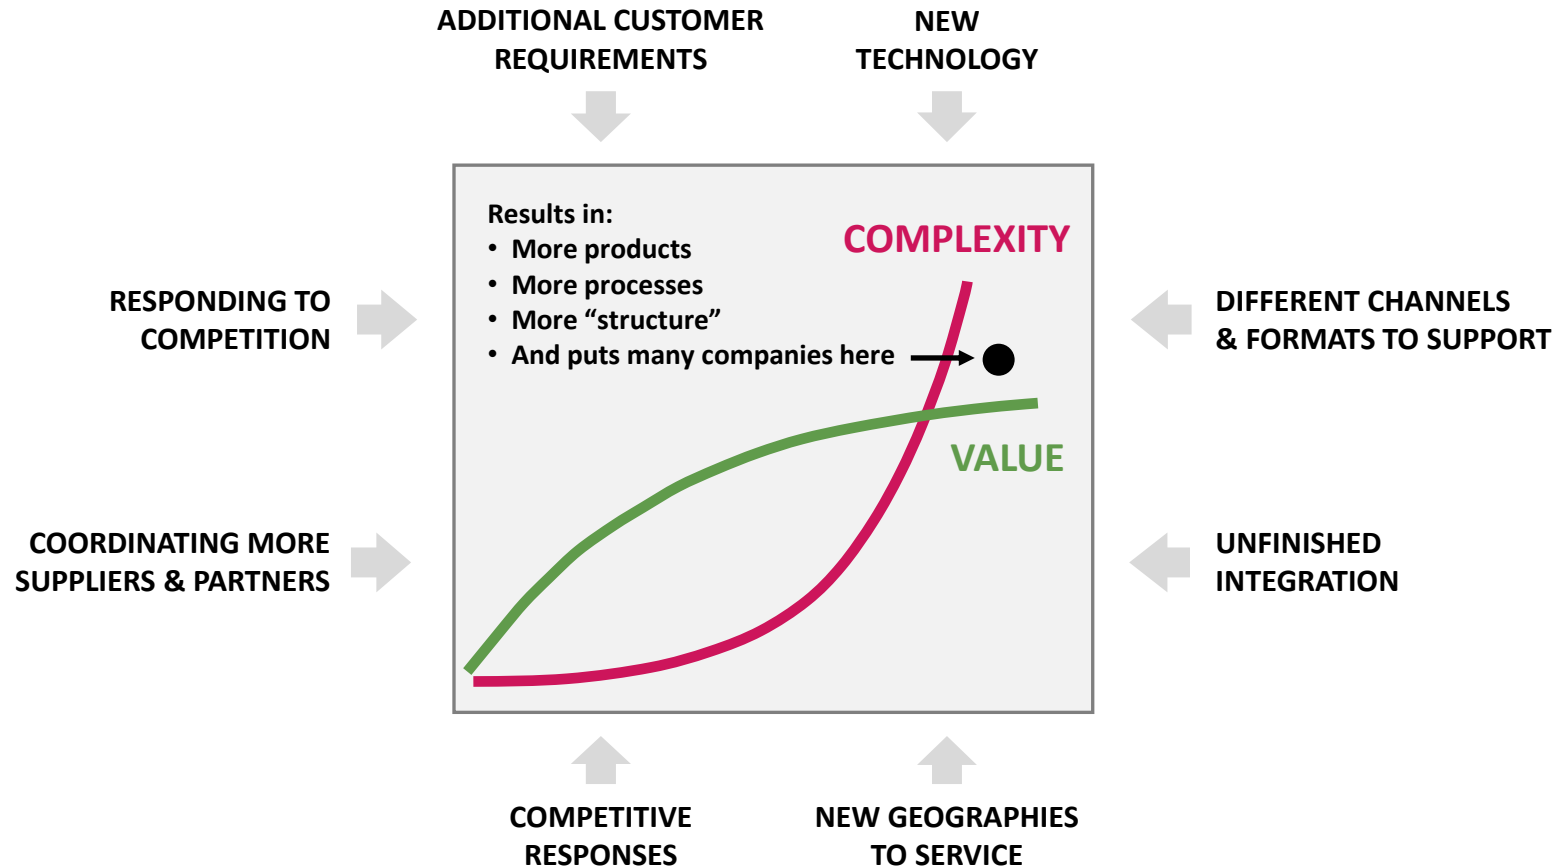 ADDITIONAL CUSTOMER
REQUIREMENTS
NEW
TECHNOLOGY
Results in:
• More products
• More processes
• More “structure”
• And puts many companies here
COMPLEXITY
VALUE
RESPONDING TO
COMPETITION
DIFFERENT CHANNELS
& FORMATS TO SUPPORT
COORDINATING MORE
SUPPLIERS & PARTNERS
UNFINISHED
INTEGRATION
COMPETITIVE
RESPONSES
NEW GEOGRAPHIES
TO SERVICE